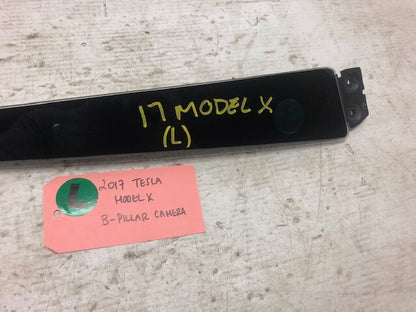 17 MODEL X
(L)
L
2017 TESLA
MODEL X
B-PILLAR CAMERA